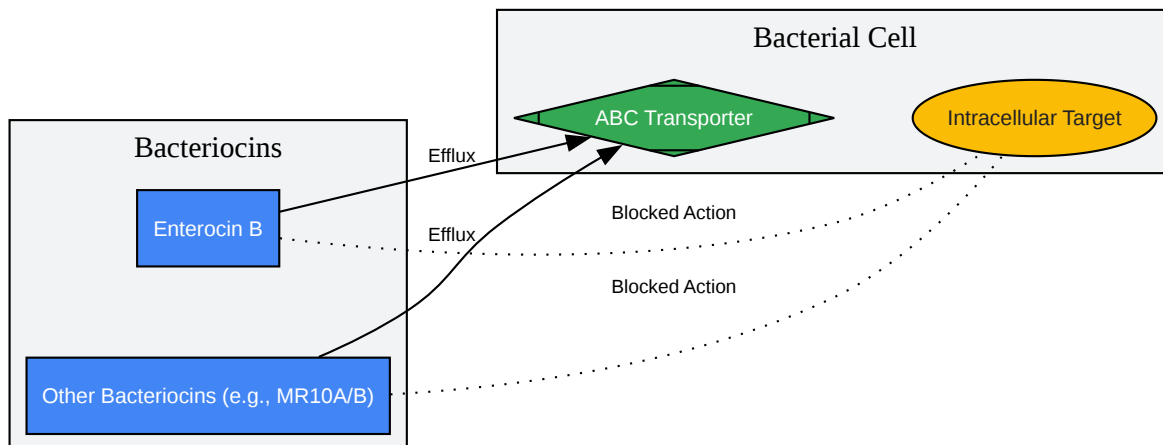 Bacterial Cell
ABC Transporter
Intracellular Target
Bacteriocins
Efflux
Enterocin B
Blocked Action
Efflux
Blocked Action
Other Bacteriocins (e.g., MR10A/B)